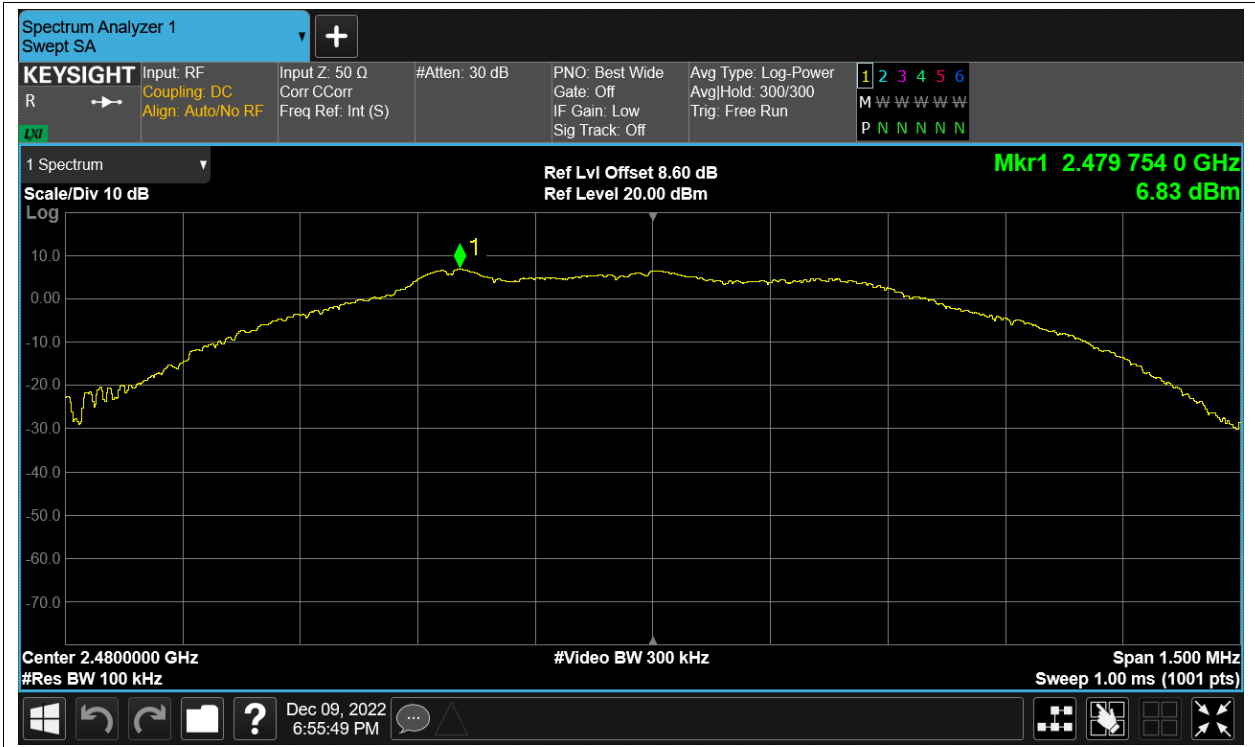 Spectrum Analyzer 1
Swept SA
KEYSIGHT
R
LXI
Input: RF
Coupling: DC
Align: Auto/No RF
Input Z: 50 Ω
Corr CCorr
Freq Ref: Int (S)
#Atten: 30 dB
PNO: Best Wide
Gate: Off
IF Gain: Low
Sig Track: Off
Avg Type: Log-Power
Avg|Hold: 300/300
Trig: Free Run
1 2 3 4 5 6
M W W W W W
P N N N N N
1 Spectrum
Scale/Div 10 dB
Log
Ref Lvl Offset 8.60 dB
Ref Level 20.00 dBm
Mkr1 2.479 754 0 GHz
6.83 dBm
1
10.0
0.00
-10.0
-20.0
-30.0
-40.0
-50.0
-60.0
-70.0
Center 2.4800000 GHz
#Res BW 100 kHz
#Video BW 300 kHz
Span 1.500 MHz
Sweep 1.00 ms (1001 pts)
?
Dec 09, 2022
6:55:49 PM